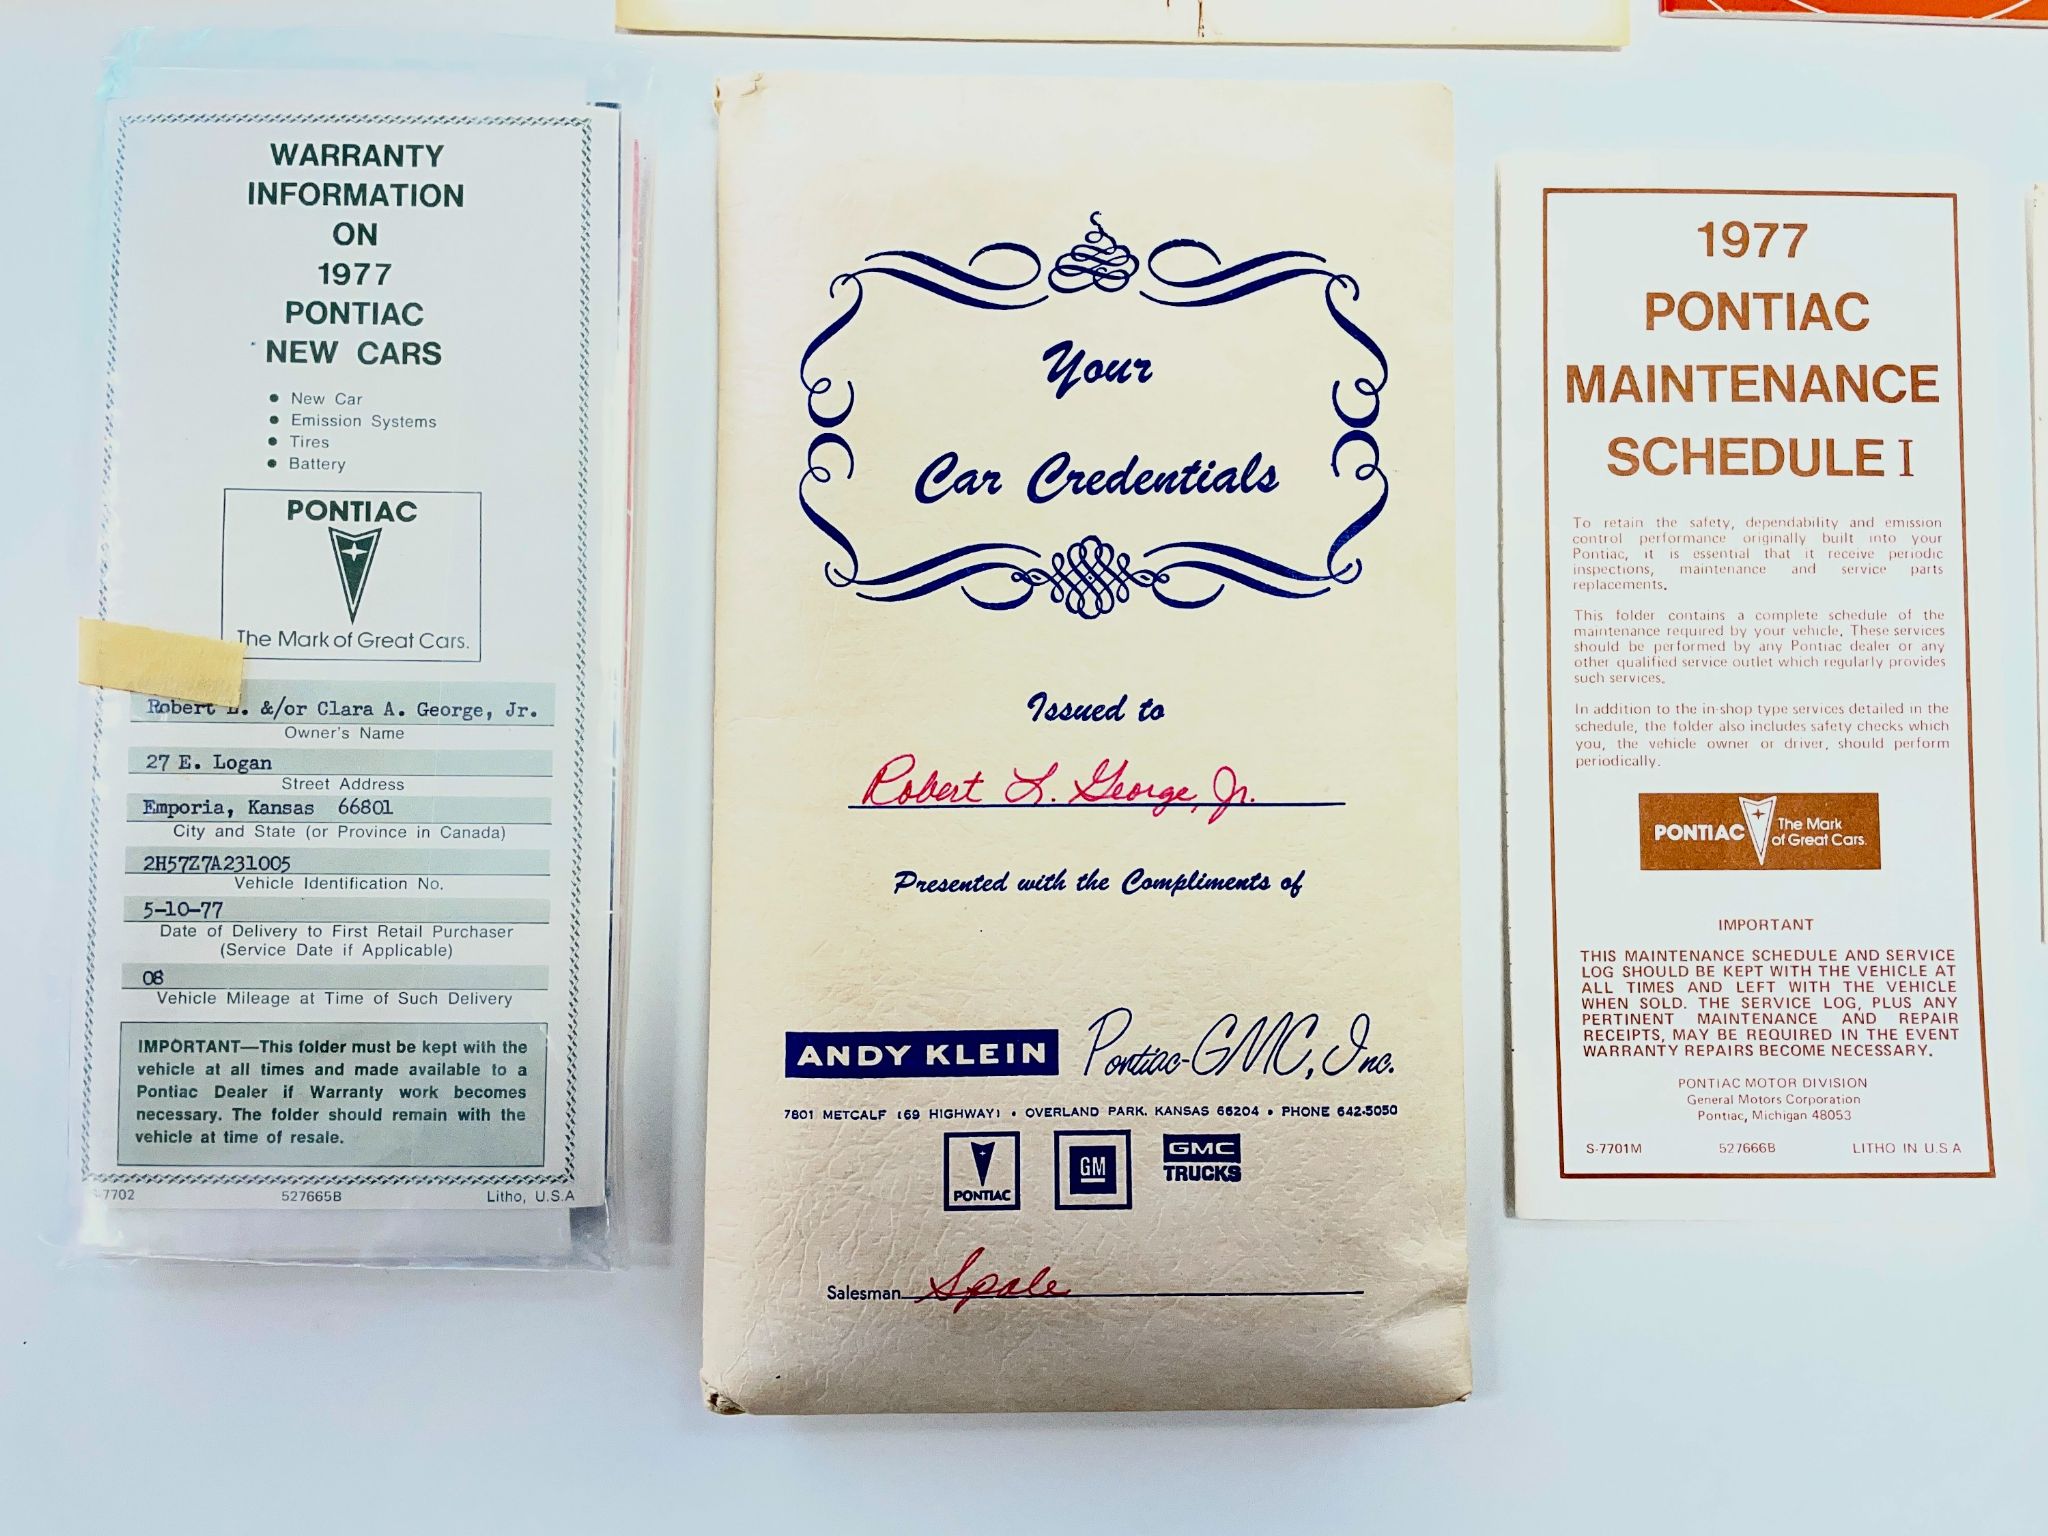 WARRANTY
INFORMATION
ON
1977
PONTIAC
NEW CARS
• New Car
• Emission Systems
• Tires
• Battery
PONTIAC
The Mark of Great Cars.
Robert L. &/or Clara A. George, Jr.
Owner's Name
27 E. Logan
Street Address
Emporia, Kansas 66801
City and State (or Province in Canada)
2H57Z7A231005
Vehicle Identification No.
5-10-77
Date of Delivery to First Retail Purchaser
(Service Date if Applicable)
08
Vehicle Mileage at Time of Such Delivery
IMPORTANT—This folder must be kept with the
vehicle at all times and made available to a
Pontiac Dealer if Warranty work becomes
necessary. The folder should remain with the
vehicle at time of resale.
S-7702 527665B Litho, U.S.A
Your
Car Credentials
Issued to
Robert L. George, Jr.
Presented with the Compliments of
ANDY KLEIN Pontiac-GMC, Inc.
7801 METCALF (69 HIGHWAY) • OVERLAND PARK, KANSAS 66204 • PHONE 642-5050
PONTIAC
GM
GMC
TRUCKS
Salesman Spale
1977
PONTIAC
MAINTENANCE
SCHEDULE I
To retain the safety, dependability and emission
control performance originally built into your
Pontiac, it is essential that it receive periodic
inspections, maintenance and service parts
replacements.
This folder contains a complete schedule of the
maintenance required by your vehicle. These services
should be performed by any Pontiac dealer or any
other qualified service outlet which regularly provides
such services.
In addition to the in-shop type services detailed in the
schedule, the folder also includes safety checks which
you, the vehicle owner or driver, should perform
periodically.
PONTIAC The Mark
of Great Cars.
IMPORTANT
THIS MAINTENANCE SCHEDULE AND SERVICE
LOG SHOULD BE KEPT WITH THE VEHICLE AT
ALL TIMES AND LEFT WITH THE VEHICLE
WHEN SOLD. THE SERVICE LOG, PLUS ANY
PERTINENT MAINTENANCE AND REPAIR
RECEIPTS, MAY BE REQUIRED IN THE EVENT
WARRANTY REPAIRS BECOME NECESSARY.
PONTIAC MOTOR DIVISION
General Motors Corporation
Pontiac, Michigan 48053
S-7701M 527666B LITHO IN U.S.A